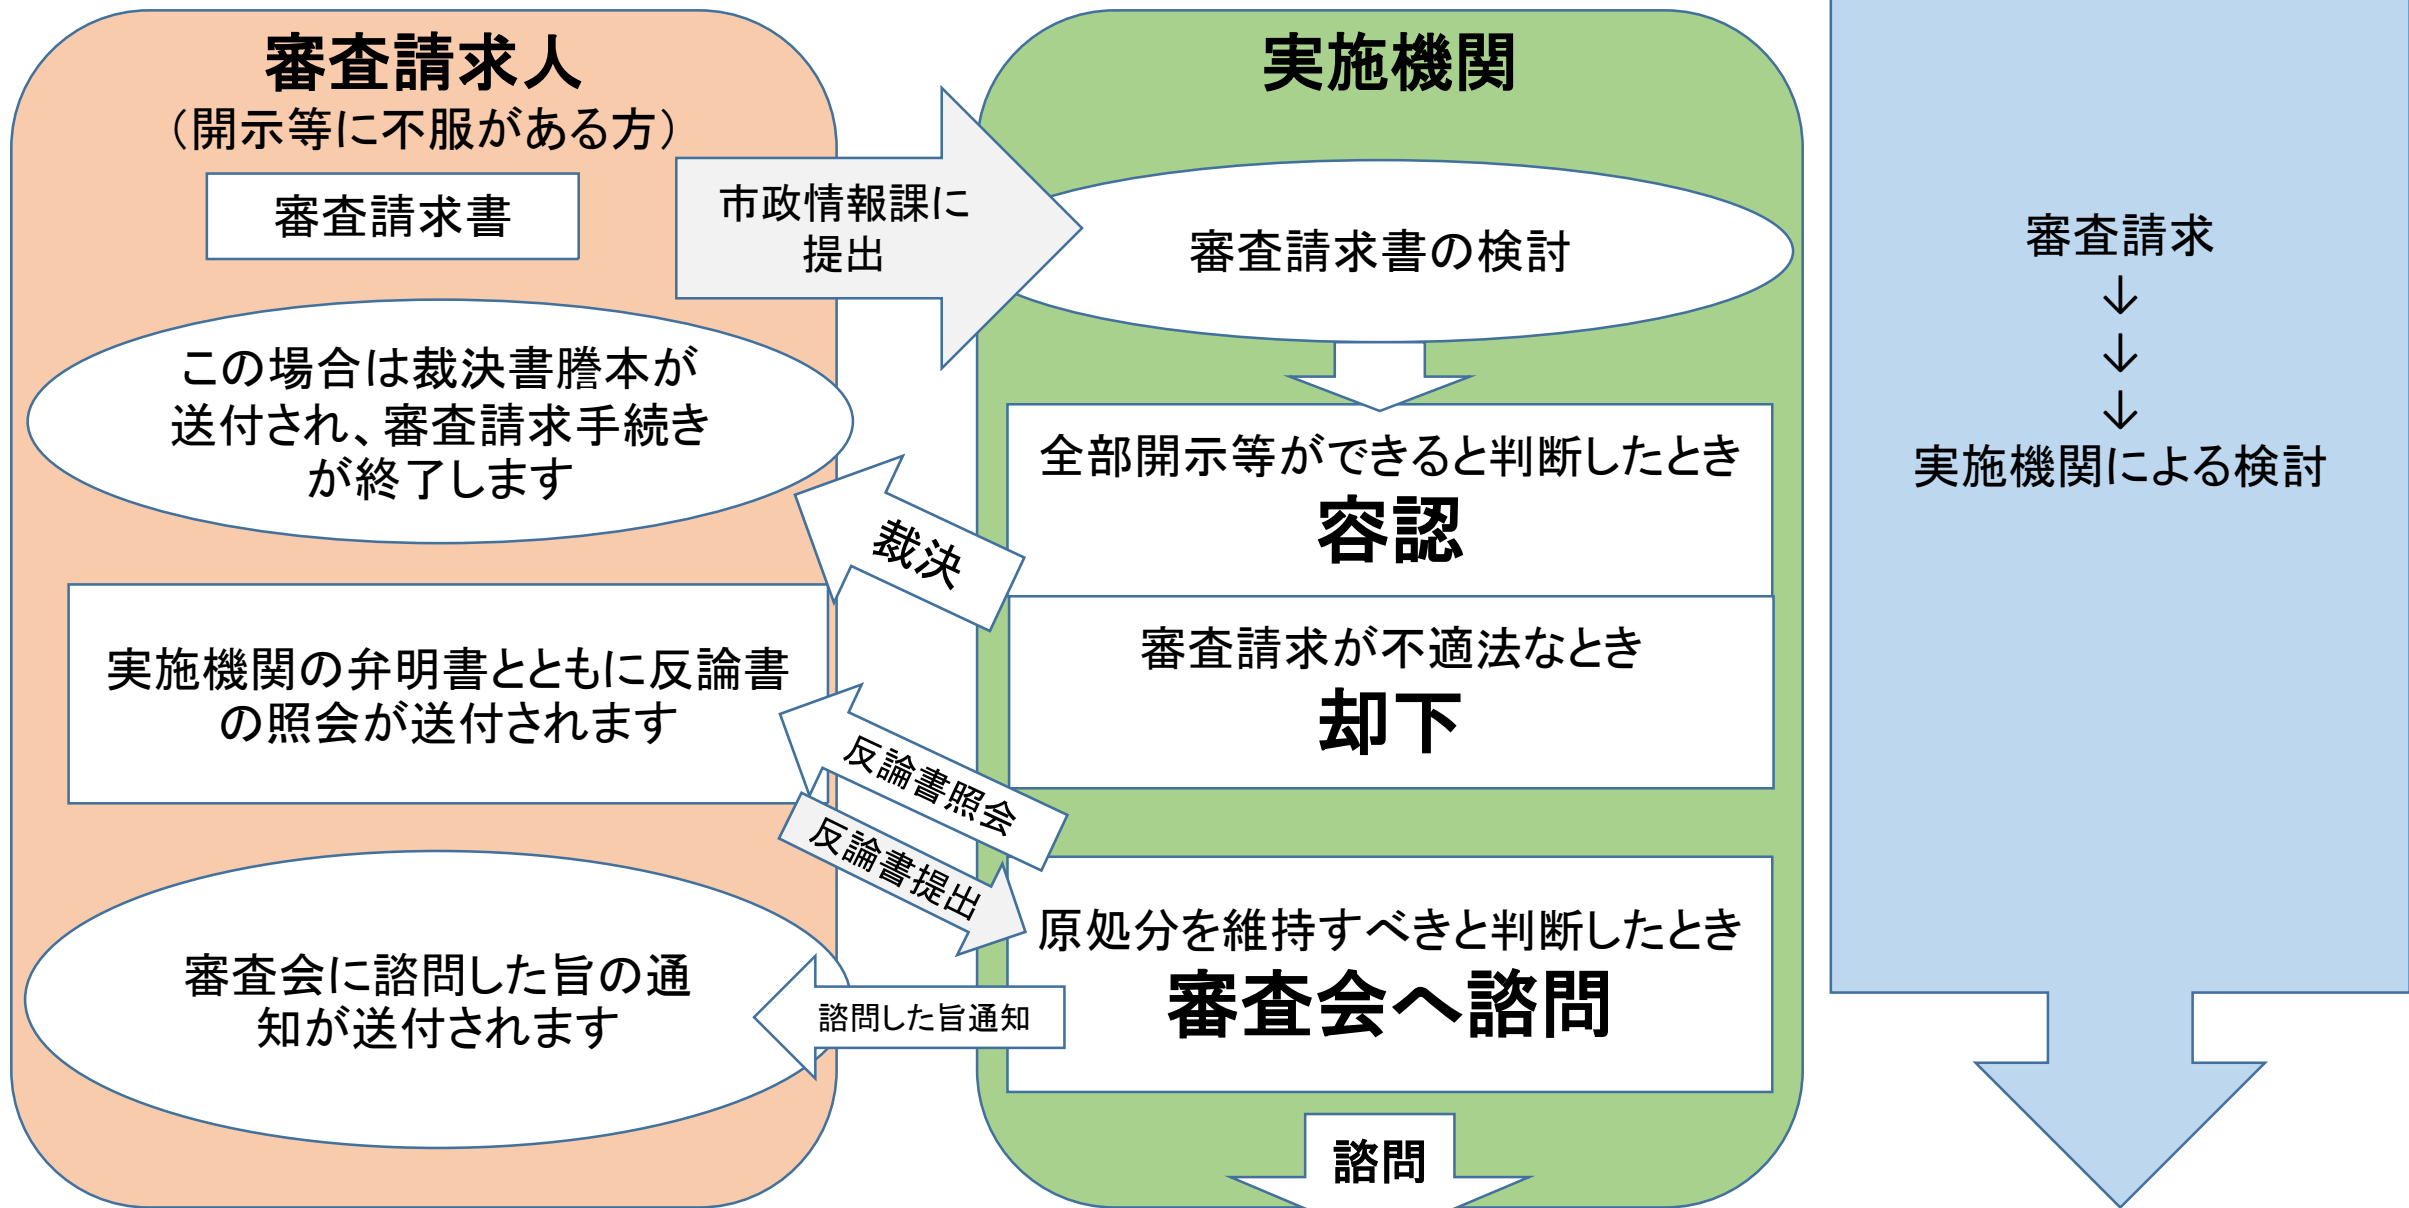 審査請求人
（開示等に不服がある方）
審査請求書
市政情報課に
提出
この場合は裁決書謄本が
送付され、審査請求手続き
が終了します
裁決
実施機関の弁明書とともに反論書
の照会が送付されます
反論書照会
反論書提出
審査会に諮問した旨の通
知が送付されます
諮問した旨通知
実施機関
審査請求書の検討
全部開示等ができると判断したとき
容認
審査請求が不適法なとき
却下
原処分を維持すべきと判断したとき
審査会へ諮問
諮問
審査請求
↓
↓
↓
実施機関による検討